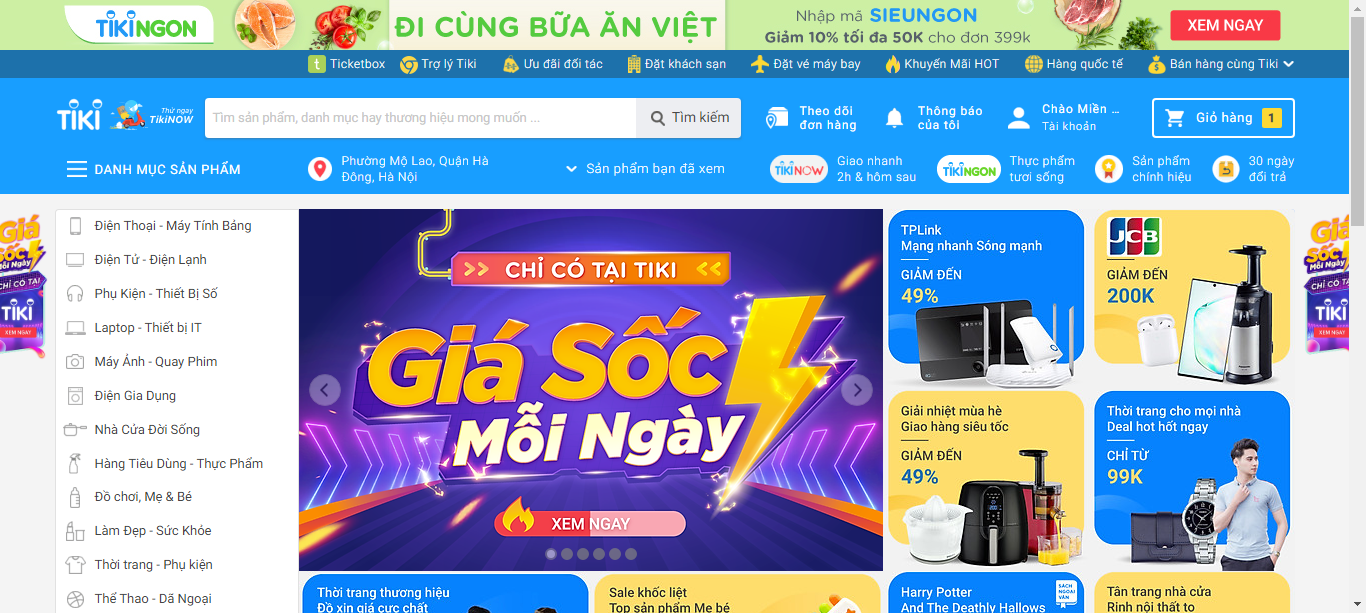 TIKINGON
ĐI CÙNG BỮA ĂN VIỆT
Nhập mã SIEUNGON
Giảm 10% tối đa 50K cho đơn 399k
XEM NGAY
Ticketbox
Trợ lý Tiki
Ưu đãi đối tác
Đặt khách sạn
Đặt vé máy bay
Khuyến Mãi HOT
Hàng quốc tế
Bán hàng cùng Tiki
TIKI
Thử ngay
TikiNOW
Tìm sản phẩm, danh mục hay thương hiệu mong muốn ...
Tìm kiếm
Theo dõi
đơn hàng
Thông báo
của tôi
Chào Miền ...
Tài khoản
Giỏ hàng 1
DANH MỤC SẢN PHẨM
Phường Mộ Lao, Quận Hà
Đông, Hà Nội
Sản phẩm bạn đã xem
TIKINOW
Giao nhanh
2h & hôm sau
TIKINGON
Thực phẩm
tươi sống
Sản phẩm
chính hiệu
30 ngày
đổi trả
Giá
Sốc
Mỗi Ngày
CHỈ CÓ TẠI
TIKI
XEM NGAY
Điện Thoại - Máy Tính Bảng
Điện Tử - Điện Lạnh
Phụ Kiện - Thiết Bị Số
Laptop - Thiết bị IT
Máy Ảnh - Quay Phim
Điện Gia Dụng
Nhà Cửa Đời Sống
Hàng Tiêu Dùng - Thực Phẩm
Đồ chơi, Mẹ & Bé
Làm Đẹp - Sức Khỏe
Thời trang - Phụ kiện
Thể Thao - Dã Ngoại
CHỈ CÓ TẠI TIKI
Giá Sốc
Mỗi Ngày
XEM NGAY
TPLink
Mạng nhanh Sóng mạnh
GIẢM ĐẾN
49%
JCB
GIẢM ĐẾN
200K
Giải nhiệt mùa hè
Giao hàng siêu tốc
GIẢM ĐẾN
49%
Thời trang cho mọi nhà
Deal hot hốt ngay
CHỈ TỪ
99K
Giá
Sốc
Mỗi Ngày
CHỈ CÓ TẠI
TIKI
XEM NGAY
Thời trang thương hiệu
Đồ xịn giá cực chất
Sale khốc liệt
Top sản phẩm Mẹ bé
Harry Potter
And The Deathly Hallows
SÁCH
NGOẠI
VĂN
Tân trang nhà cửa
Rinh nội thất to